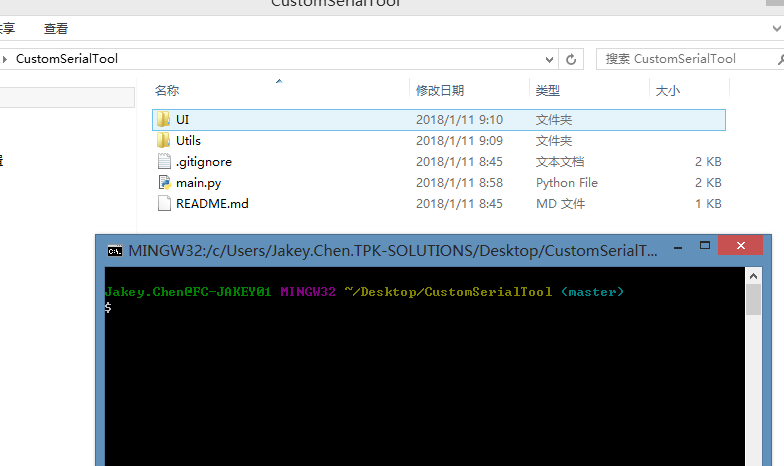 CustomSerialTool
共享 查看
CustomSerialTool 搜索 CustomSerialTool
名称 修改日期 类型 大小
UI 2018/1/11 9:10 文件夹
Utils 2018/1/11 9:09 文件夹
.gitignore 2018/1/11 8:45 文本文档 2 KB
main.py 2018/1/11 8:58 Python File 2 KB
README.md 2018/1/11 8:45 MD 文件 1 KB
MINGW32:/c/Users/Jakey.Chen.TPK-SOLUTIONS/Desktop/CustomSerialT...
Jakey.Chen@FC-JAKEY01 MINGW32 ~/Desktop/CustomSerialTool (master)
$